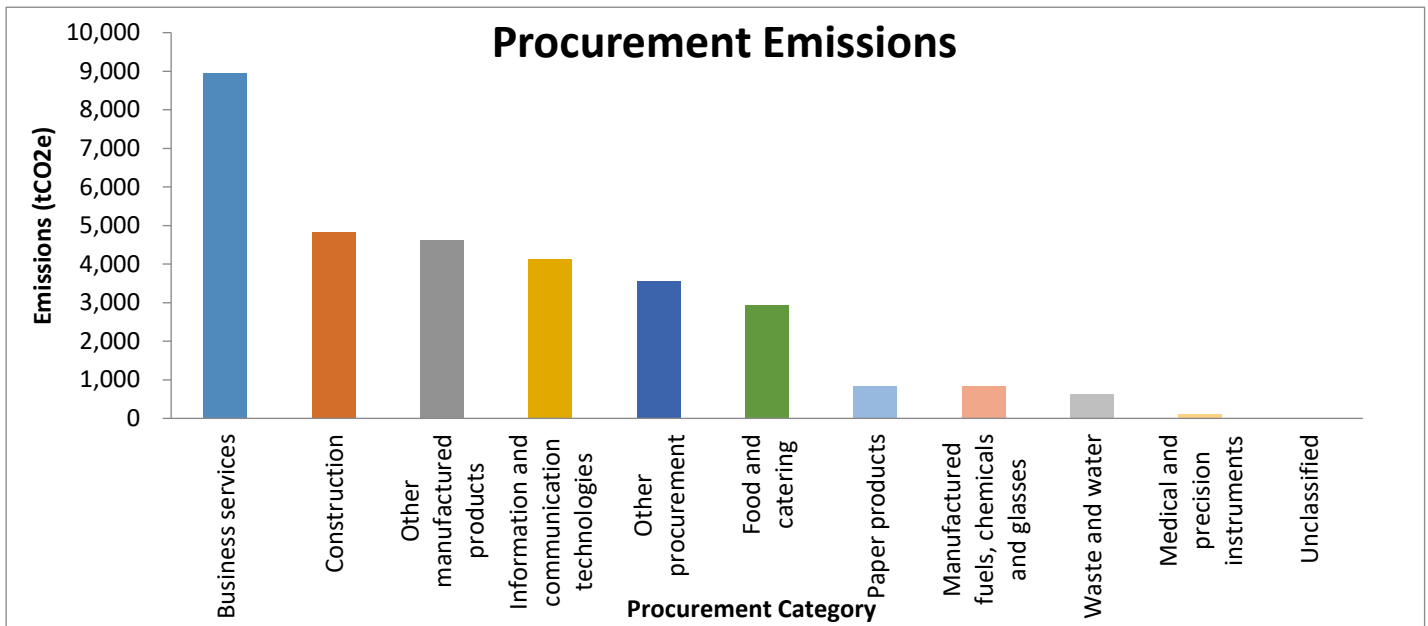 Procurement Emissions
Emissions (tCO2e)
10,000
9,000
8,000
7,000
6,000
5,000
4,000
3,000
2,000
1,000
0
Business services
Construction
Other
manufactured
products
Information and
communication
technologies
Other
procurement
Food and
catering
Paper products
Manufactured
fuels, chemicals
and glasses
Waste and water
Medical and
precision
instruments
Unclassified
Procurement Category